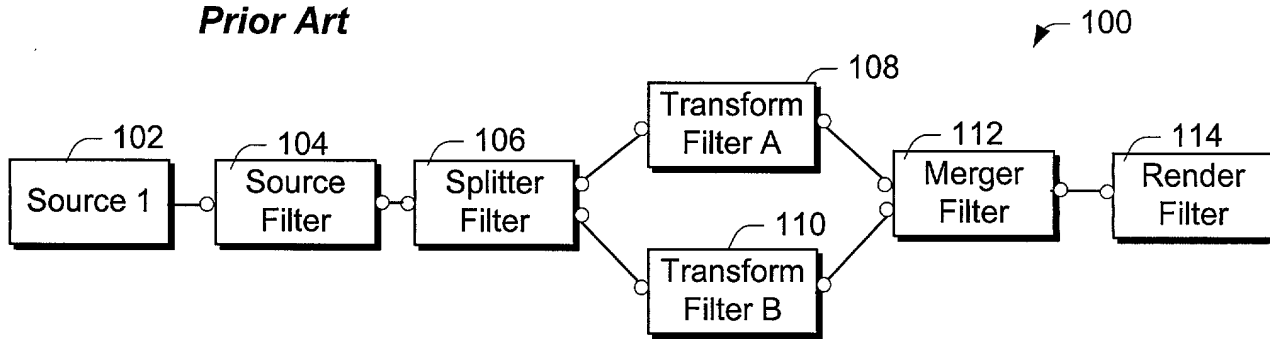 Prior Art
100
102
Source 1
104
Source
Filter
106
Splitter
Filter
108
Transform
Filter A
110
Transform
Filter B
112
Merger
Filter
114
Render
Filter